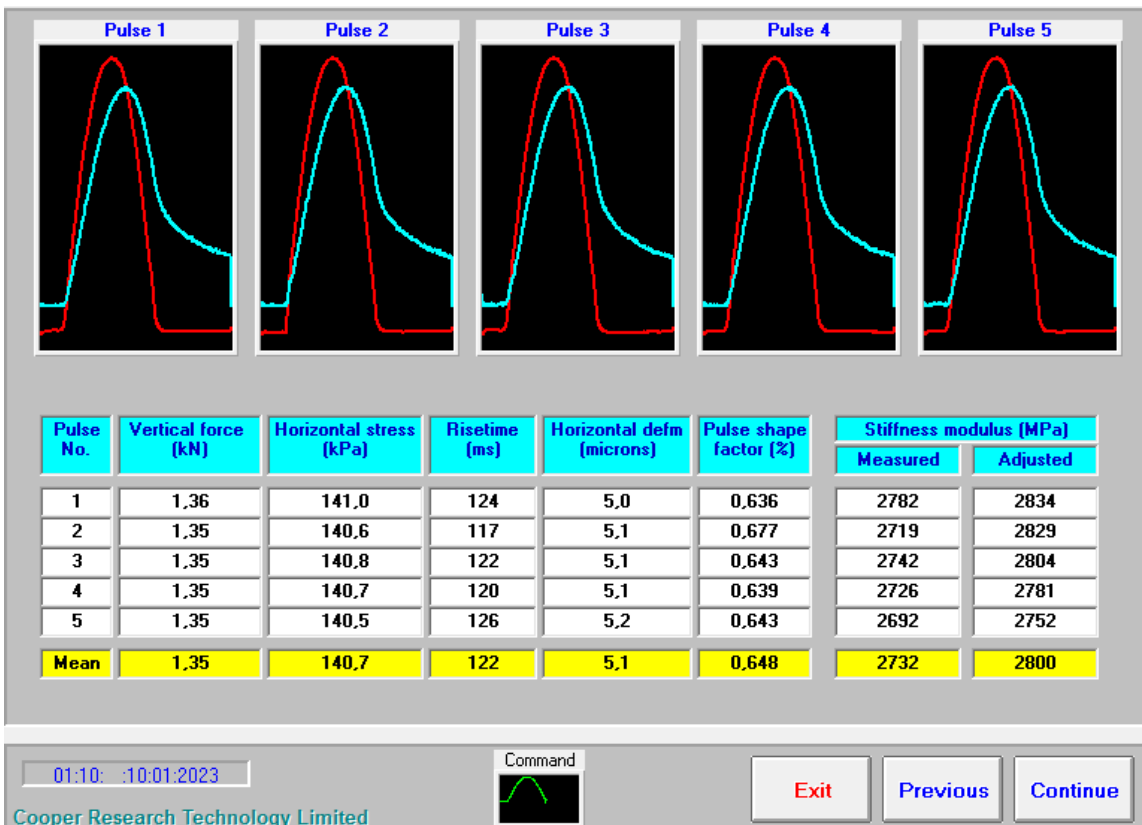 Pulse 1 Pulse 2 Pulse 3 Pulse 4 Pulse 5
Pulse No. Vertical force (kN) Horizontal stress (kPa) Risetime (ms) Horizontal defm (microns) Pulse shape factor (%) Stiffness modulus (MPa)
Measured Adjusted
1 1,36 141,0 124 5,0 0,636 2782 2834
2 1,35 140,6 117 5,1 0,677 2719 2829
3 1,35 140,8 122 5,1 0,643 2742 2804
4 1,35 140,7 120 5,1 0,639 2726 2781
5 1,35 140,5 126 5,2 0,643 2692 2752
Mean 1,35 140,7 122 5,1 0,648 2732 2800
Command
01:10: :10:01:2023
Exit Previous Continue
Cooper Research Technology Limited